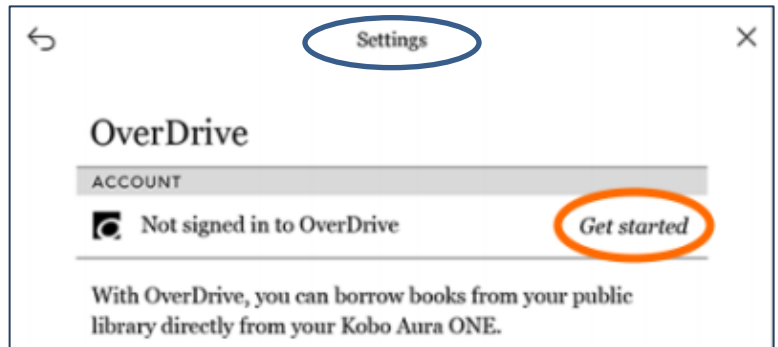 Settings
OverDrive
ACCOUNT
Not signed in to OverDrive Get started
With OverDrive, you can borrow books from your public
library directly from your Kobo Aura ONE.